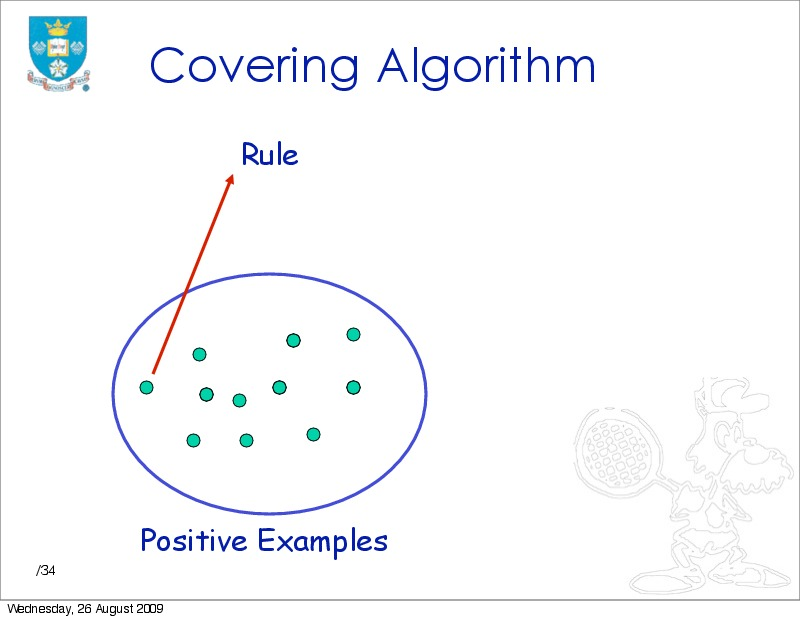 Covering Algorithm
Rule
Positive Examples
/34
Wednesday, 26 August 2009